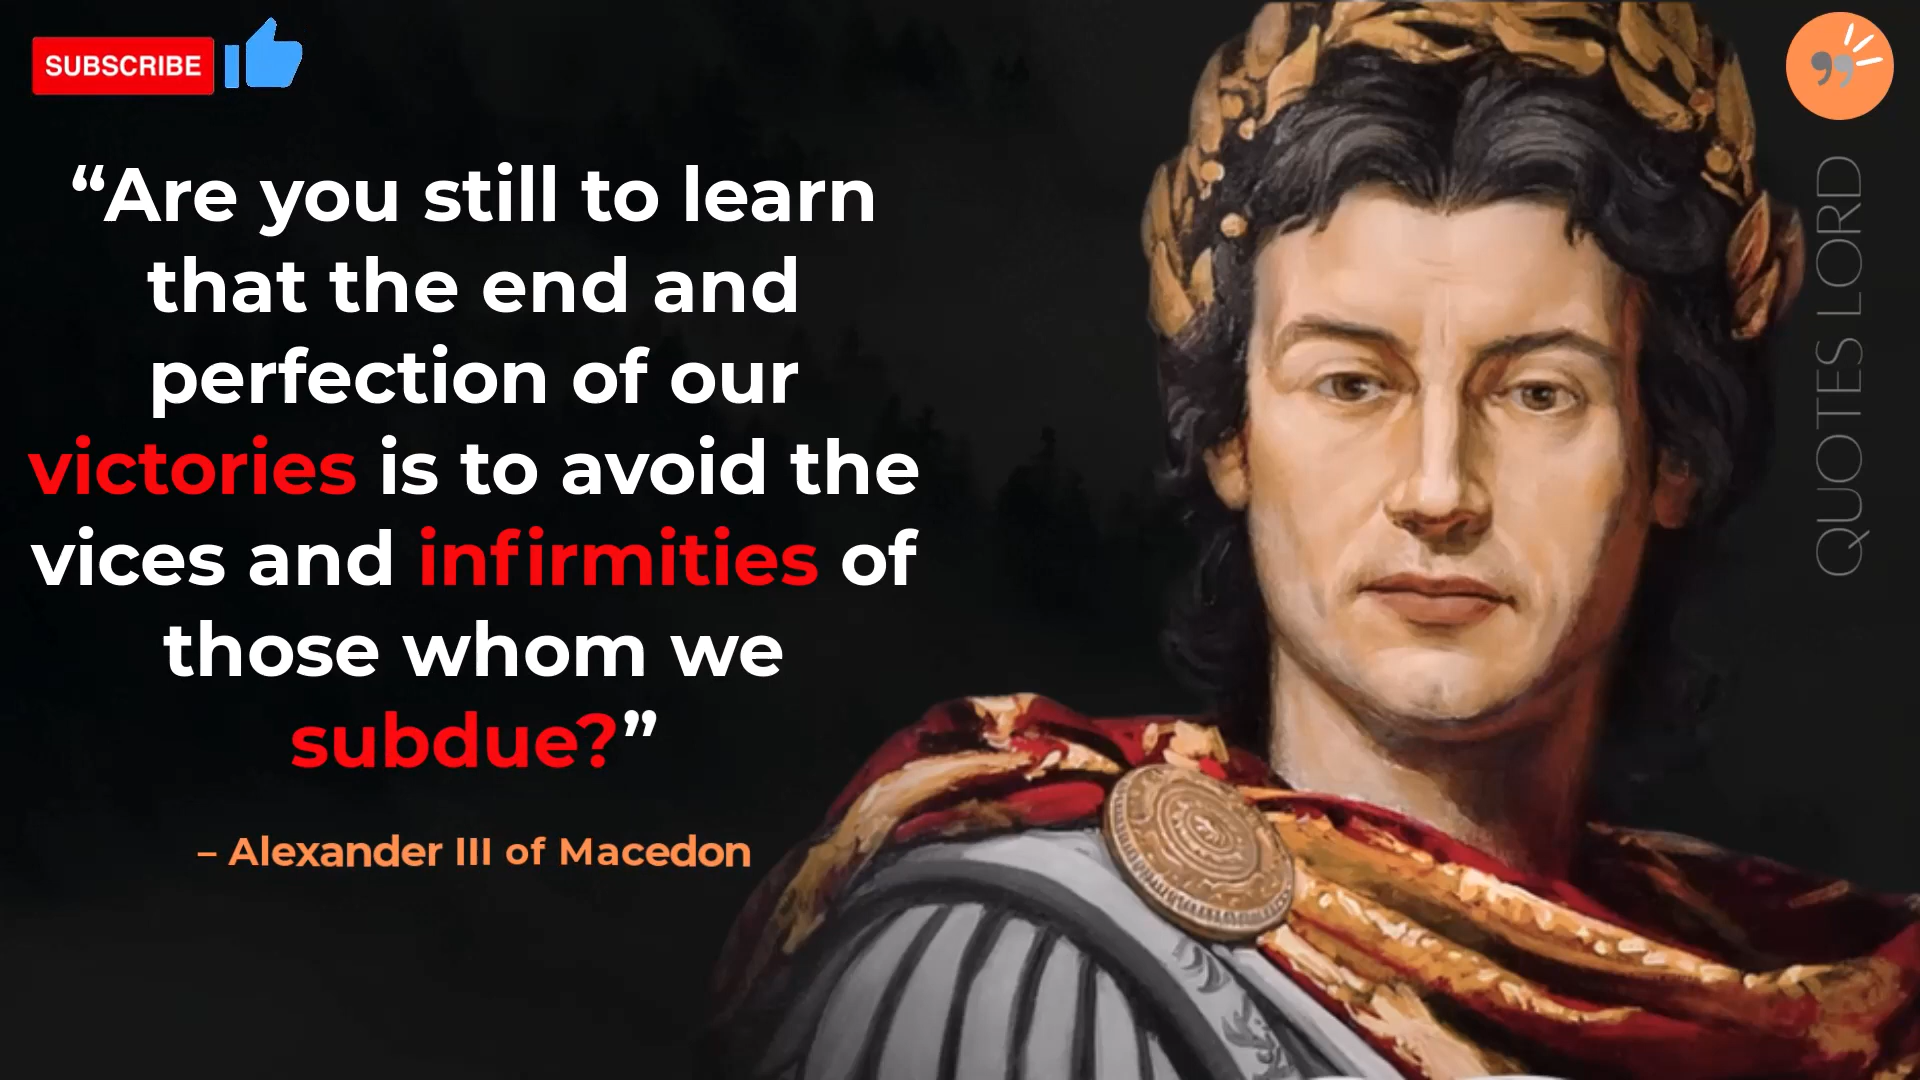 SUBSCRIBE
“Are you still to learn
that the end and
perfection of our
victories is to avoid the
vices and infirmities of
those whom we
subdue?”
– Alexander III of Macedon
QUOTES LORD